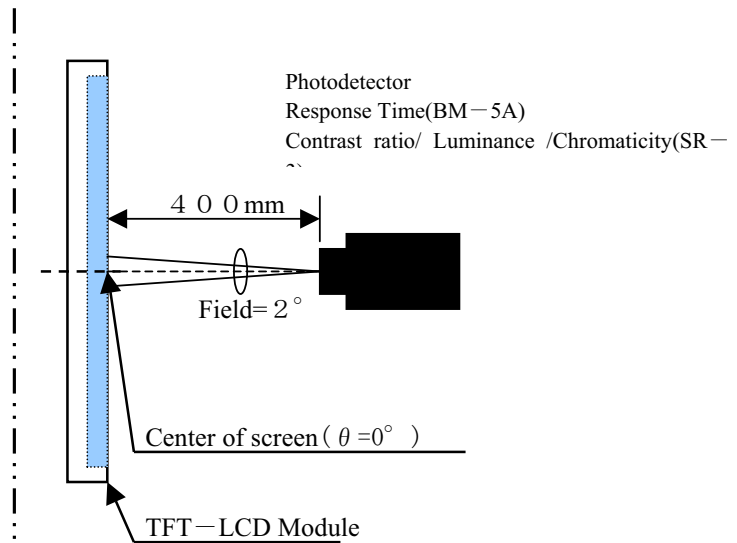 Photodetector
Response Time(BM－5A)
Contrast ratio/ Luminance /Chromaticity(SR－
４００mm
Field=２°
Center of screen(θ=0°)
TFT－LCD Module